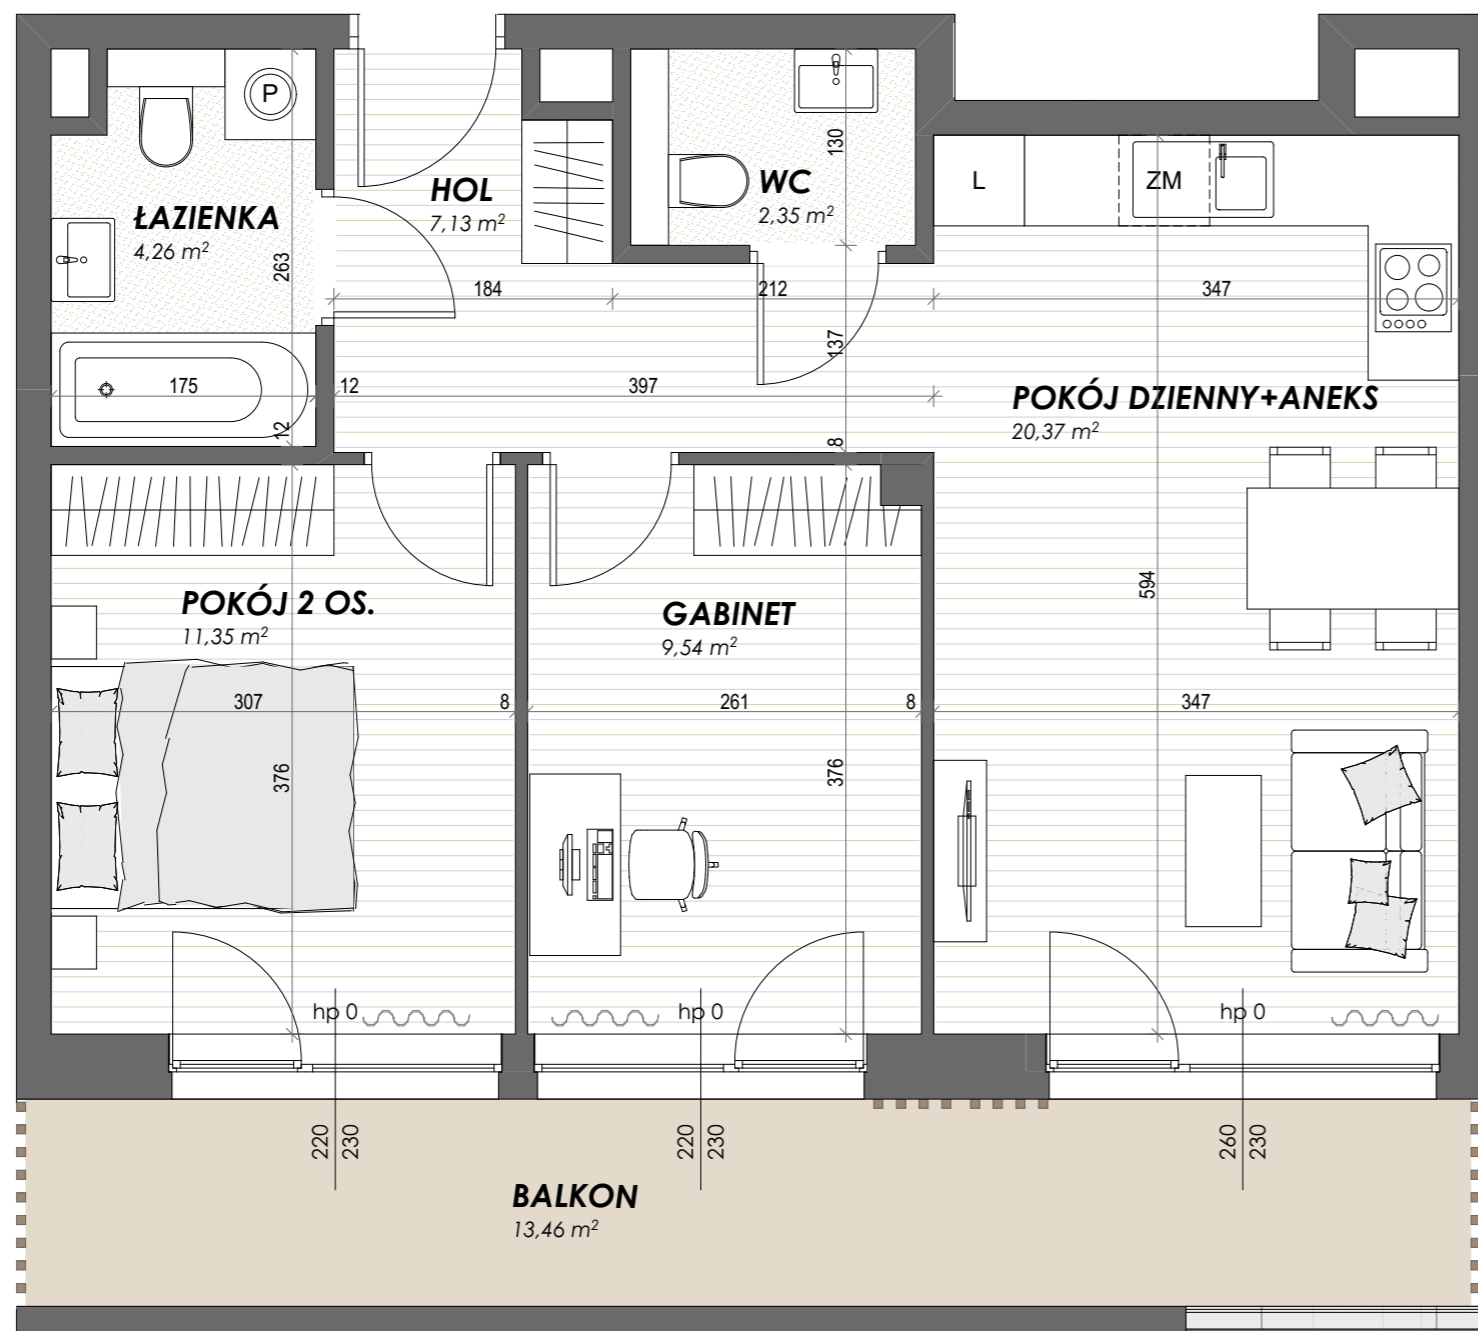 P
HOL
7,13 m²
ŁAZIENKA
4,26 m²
263
130
WC
2,35 m²
L
ZM
184
212
347
137
175
12
397
12
8
POKÓJ DZIENNY+ANEKS
20,37 m²
POKÓJ 2 OS.
11,35 m²
GABINET
9,54 m²
594
307
8
261
8
347
376
376
hp 0
hp 0
hp 0
220
230
220
230
260
230
BALKON
13,46 m²